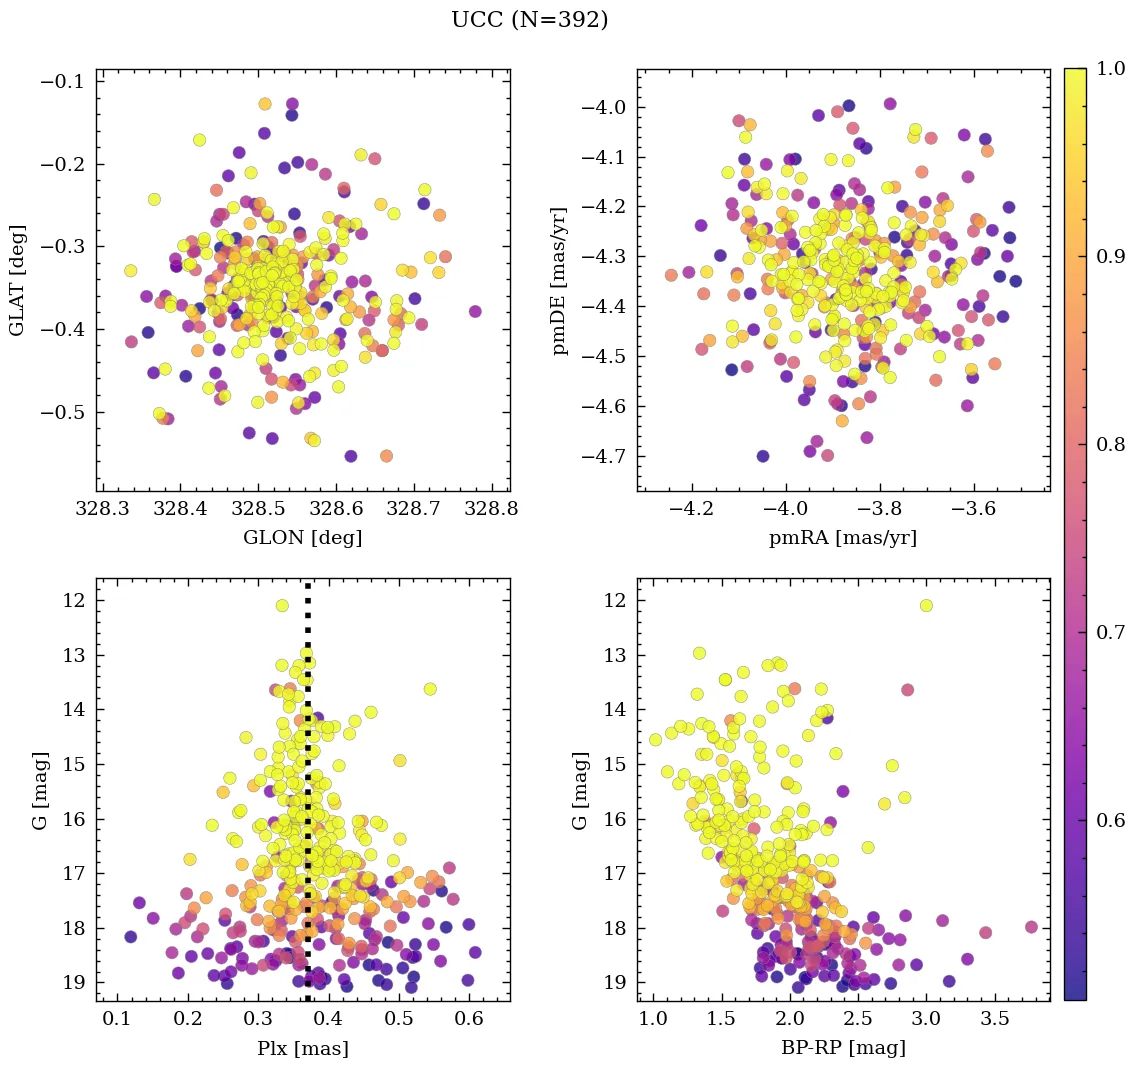 UCC (N=392)
−0.1
−0.2
−0.3
−0.4
−0.5
GLAT [deg]
328.3 328.4 328.5 328.6 328.7 328.8
GLON [deg]
−4.0
−4.1
−4.2
−4.3
−4.4
−4.5
−4.6
−4.7
pmDE [mas/yr]
−4.2 −4.0 −3.8 −3.6
pmRA [mas/yr]
1.0
0.9
0.8
0.7
0.6
12
13
14
15
16
17
18
19
G [mag]
0.1 0.2 0.3 0.4 0.5 0.6
Plx [mas]
12
13
14
15
16
17
18
19
G [mag]
1.0 1.5 2.0 2.5 3.0 3.5
BP-RP [mag]